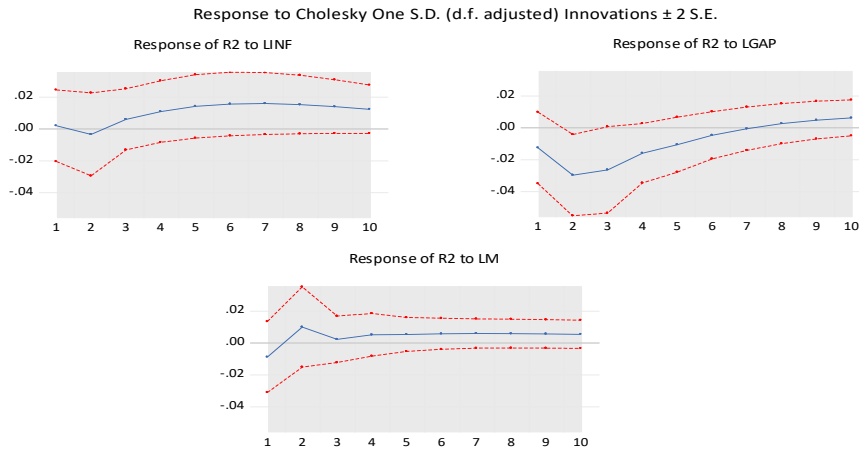 Response to Cholesky One S.D. (d.f. adjusted) Innovations ± 2 S.E.
Response of R2 to LINF
.02
.00
-.02
-.04
1 2 3 4 5 6 7 8 9 10
Response of R2 to LGAP
.02
.00
-.02
-.04
1 2 3 4 5 6 7 8 9 10
Response of R2 to LM
.02
.00
-.02
-.04
1 2 3 4 5 6 7 8 9 10